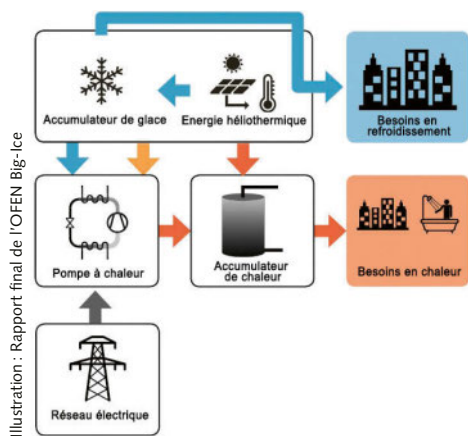 Accumulateur de glace
Energie héliothermique
Besoins en
refroidissement
Pompe à chaleur
Accumulateur
de chaleur
Besoins en chaleur
Réseau électrique
Illustration : Rapport final de l'OFEN Big-Ice